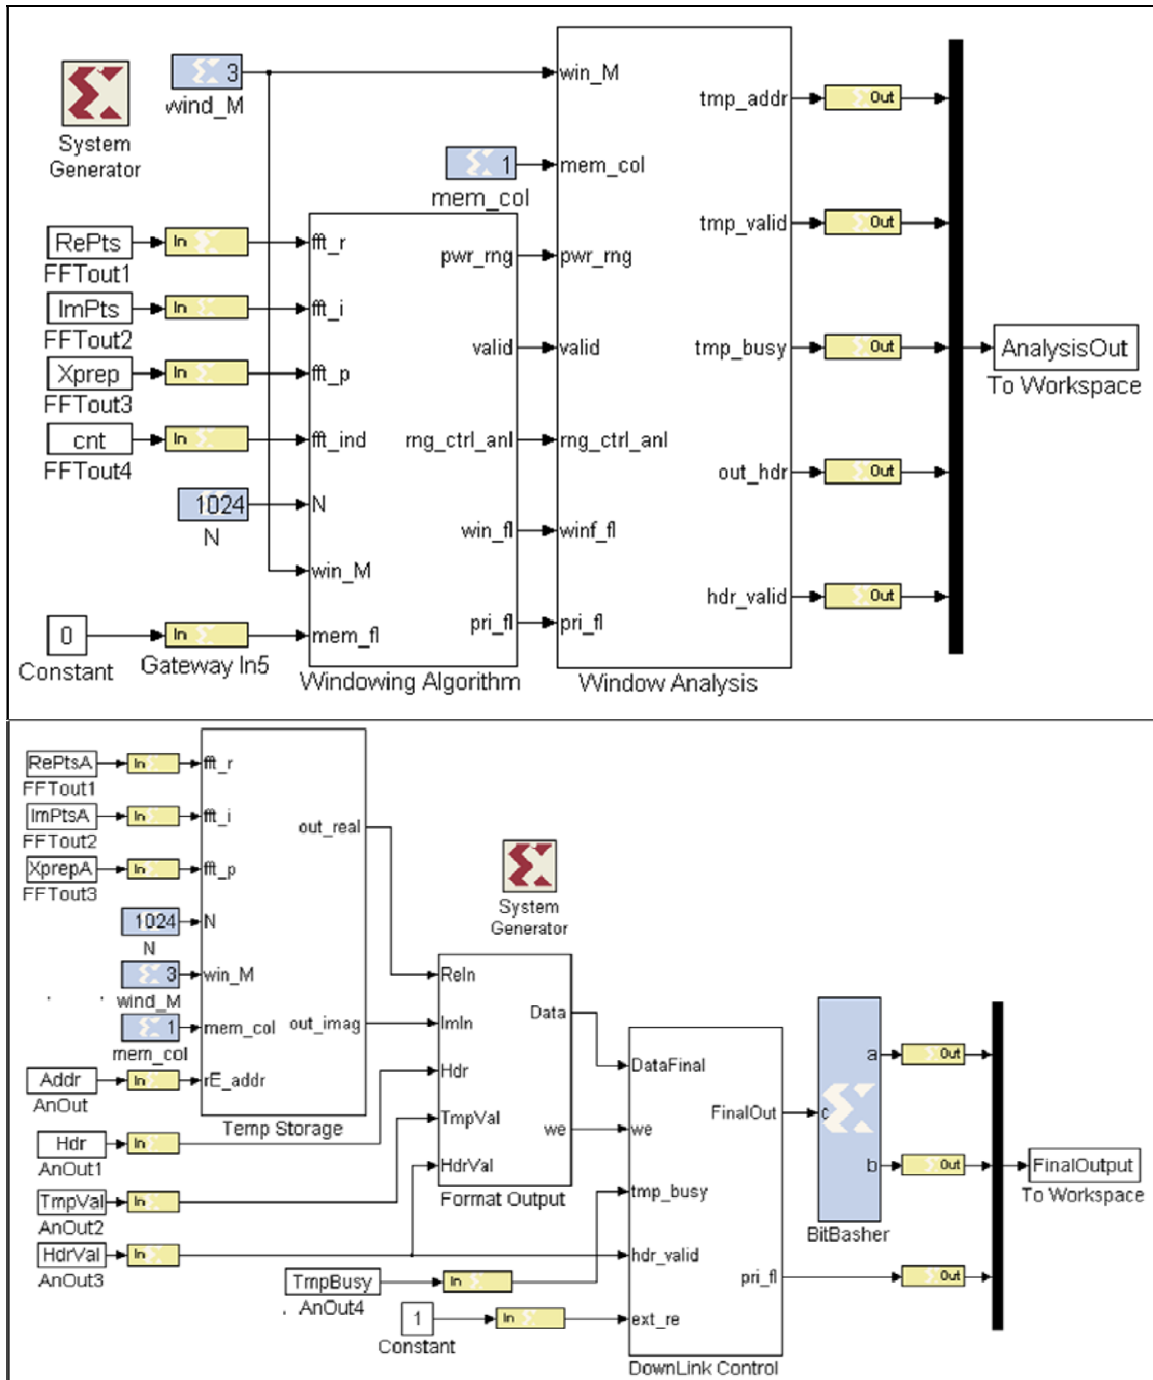 3
wind_M
System
Generator
win_M
tmp_addr
Out
1
mem_col
mem_col
RePts
In
FFTout1
fft_r
pwr_rng
pwr_rng
tmp_valid
Out
ImPts
In
FFTout2
fft_i
valid
valid
tmp_busy
Out
AnalysisOut
To Workspace
Xprep
In
FFTout3
fft_p
cnt
In
FFTout4
fft_ind
rng_ctrl_anl
rng_ctrl_anl
out_hdr
Out
1024
N
N
win_fl
winf_fl
win_M
hdr_valid
Out
0
Constant
In
Gateway In5
mem_fl
pri_fl
pri_fl
Windowing Algorithm
Window Analysis
RePtsA
In
FFTout1
fft_r
ImPtsA
In
FFTout2
fft_i
out_real
XprepA
In
FFTout3
fft_p
System
Generator
1024
N
N
3
wind_M
win_M
1
mem_col
mem_col
out_imag
Addr
In
AnOut
rE_addr
Temp Storage
ReIn
ImIn
Data
Hdr
TmpVal
we
HdrVal
Format Output
Hdr
In
AnOut1
TmpVal
In
AnOut2
HdrVal
In
AnOut3
TmpBusy
In
AnOut4
1
In
Constant
DataFinal
FinalOut
we
tmp_busy
hdr_valid
pri_fl
ext_re
DownLink Control
a
c
b
BitBasher
Out
Out
Out
FinalOutput
To Workspace